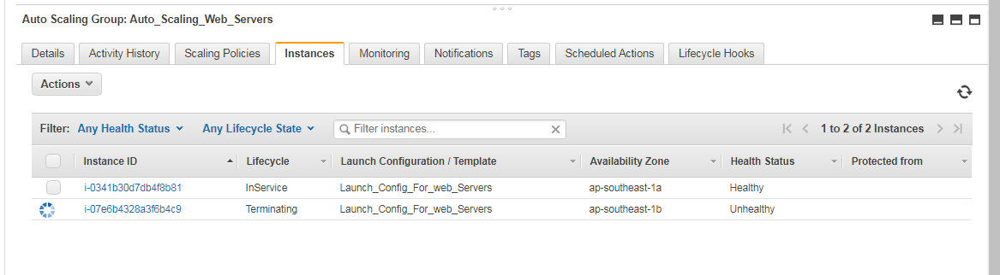 Auto Scaling Group: Auto_Scaling_Web_Servers
Details Activity History Scaling Policies Instances Monitoring Notifications Tags Scheduled Actions Lifecycle Hooks
Actions
Filter: Any Health Status Any Lifecycle State Filter instances... 1 to 2 of 2 Instances
Instance ID Lifecycle Launch Configuration / Template Availability Zone Health Status Protected from
i-0341b30d7db4f8b81 InService Launch_Config_For_web_Servers ap-southeast-1a Healthy
i-07e6b4328a3f6b4c9 Terminating Launch_Config_For_web_Servers ap-southeast-1b Unhealthy